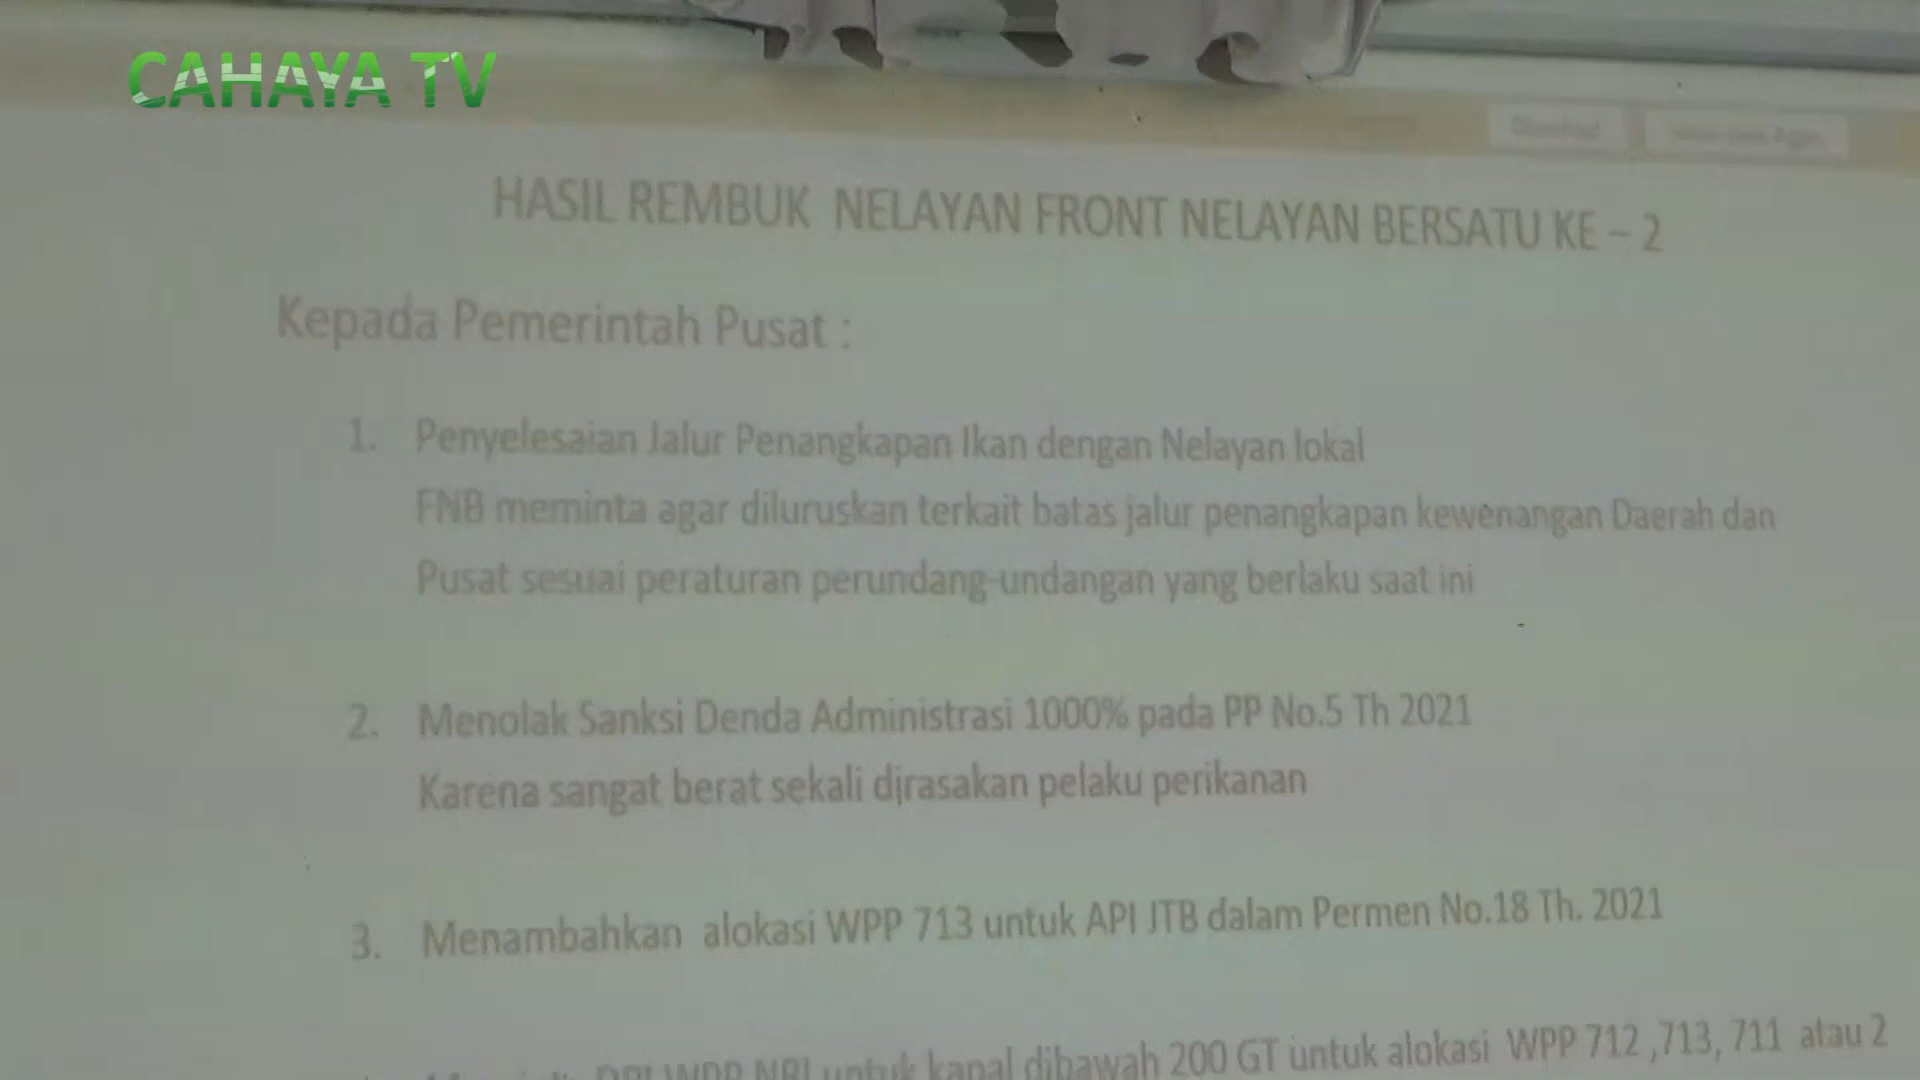 CAHAYA TV
HASIL REMBUK NELAYAN FRONT NELAYAN BERSATU KE – 2
Kepada Pemerintah Pusat :
1. Penyelesaian Jalur Penangkapan Ikan dengan Nelayan lokal
FNB meminta agar diluruskan terkait batas jalur penangkapan kewenangan Daerah dan
Pusat sesuai peraturan perundang-undangan yang berlaku saat ini
2. Menolak Sanksi Denda Administrasi 1000% pada PP No.5 Th 2021
Karena sangat berat sekali dirasakan pelaku perikanan
3. Menambahkan alokasi WPP 713 untuk API JTB dalam Permen No.18 Th. 2021
DPI WPP NRI untuk kapal dibawah 200 GT untuk alokasi WPP 712 ,713, 711 atau 2